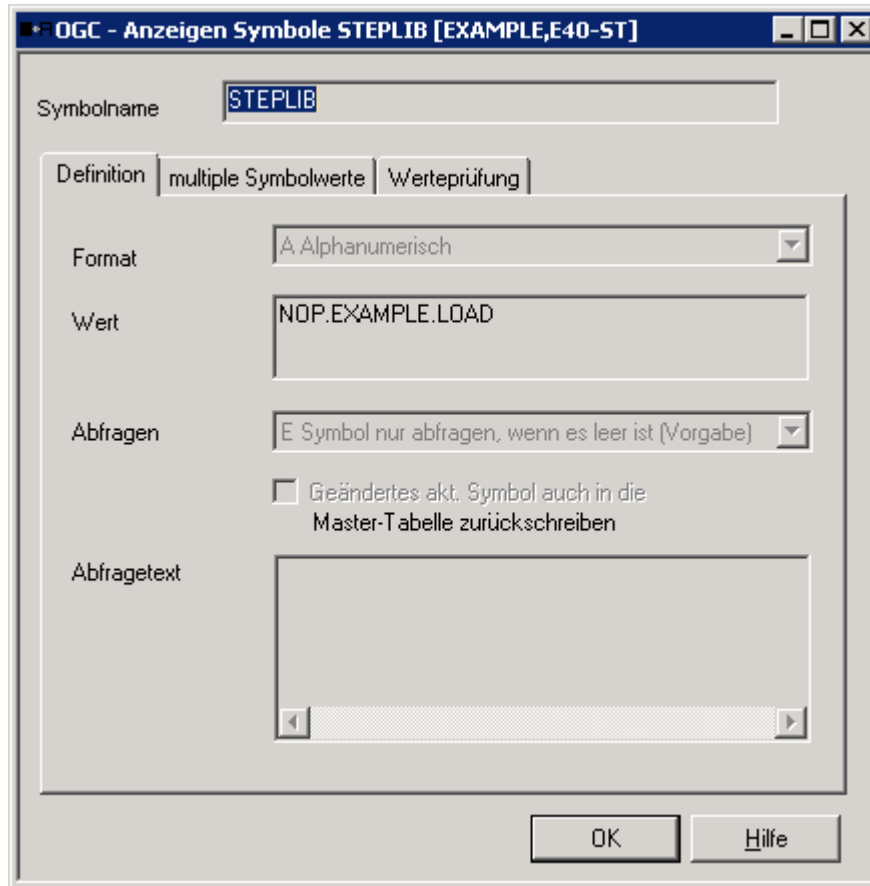 OGC - Anzeigen Symbole STEPLIB [EXAMPLE,E40-ST]
Symbolname STEPLIB
Definition multiple Symbolwerte Werteprüfung
Format A Alphanumerisch
Wert NOP.EXAMPLE.LOAD
Abfragen E Symbol nur abfragen, wenn es leer ist (Vorgabe)
Geändertes akt. Symbol auch in die
Master-Tabelle zurückschreiben
Abfragetext
OK Hilfe